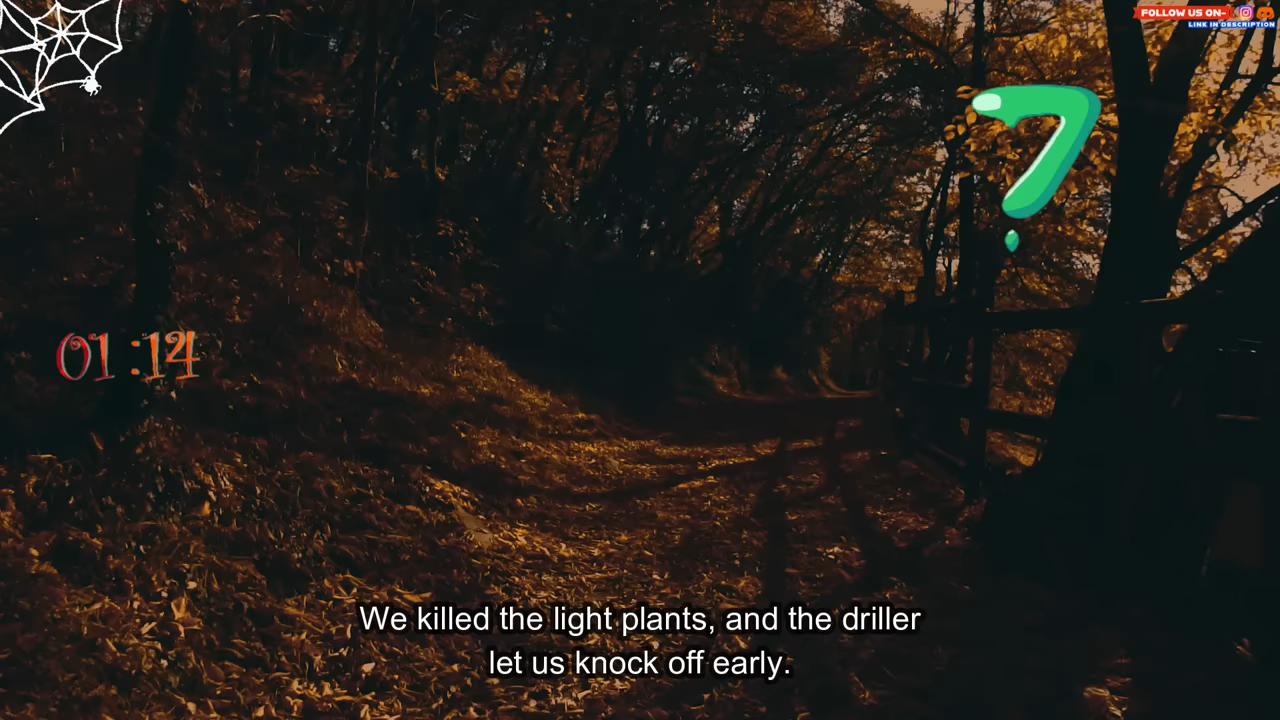 FOLLOW US ON-
LINK IN DESCRIPTION
?
01:14
We killed the light plants, and the driller
let us knock off early.